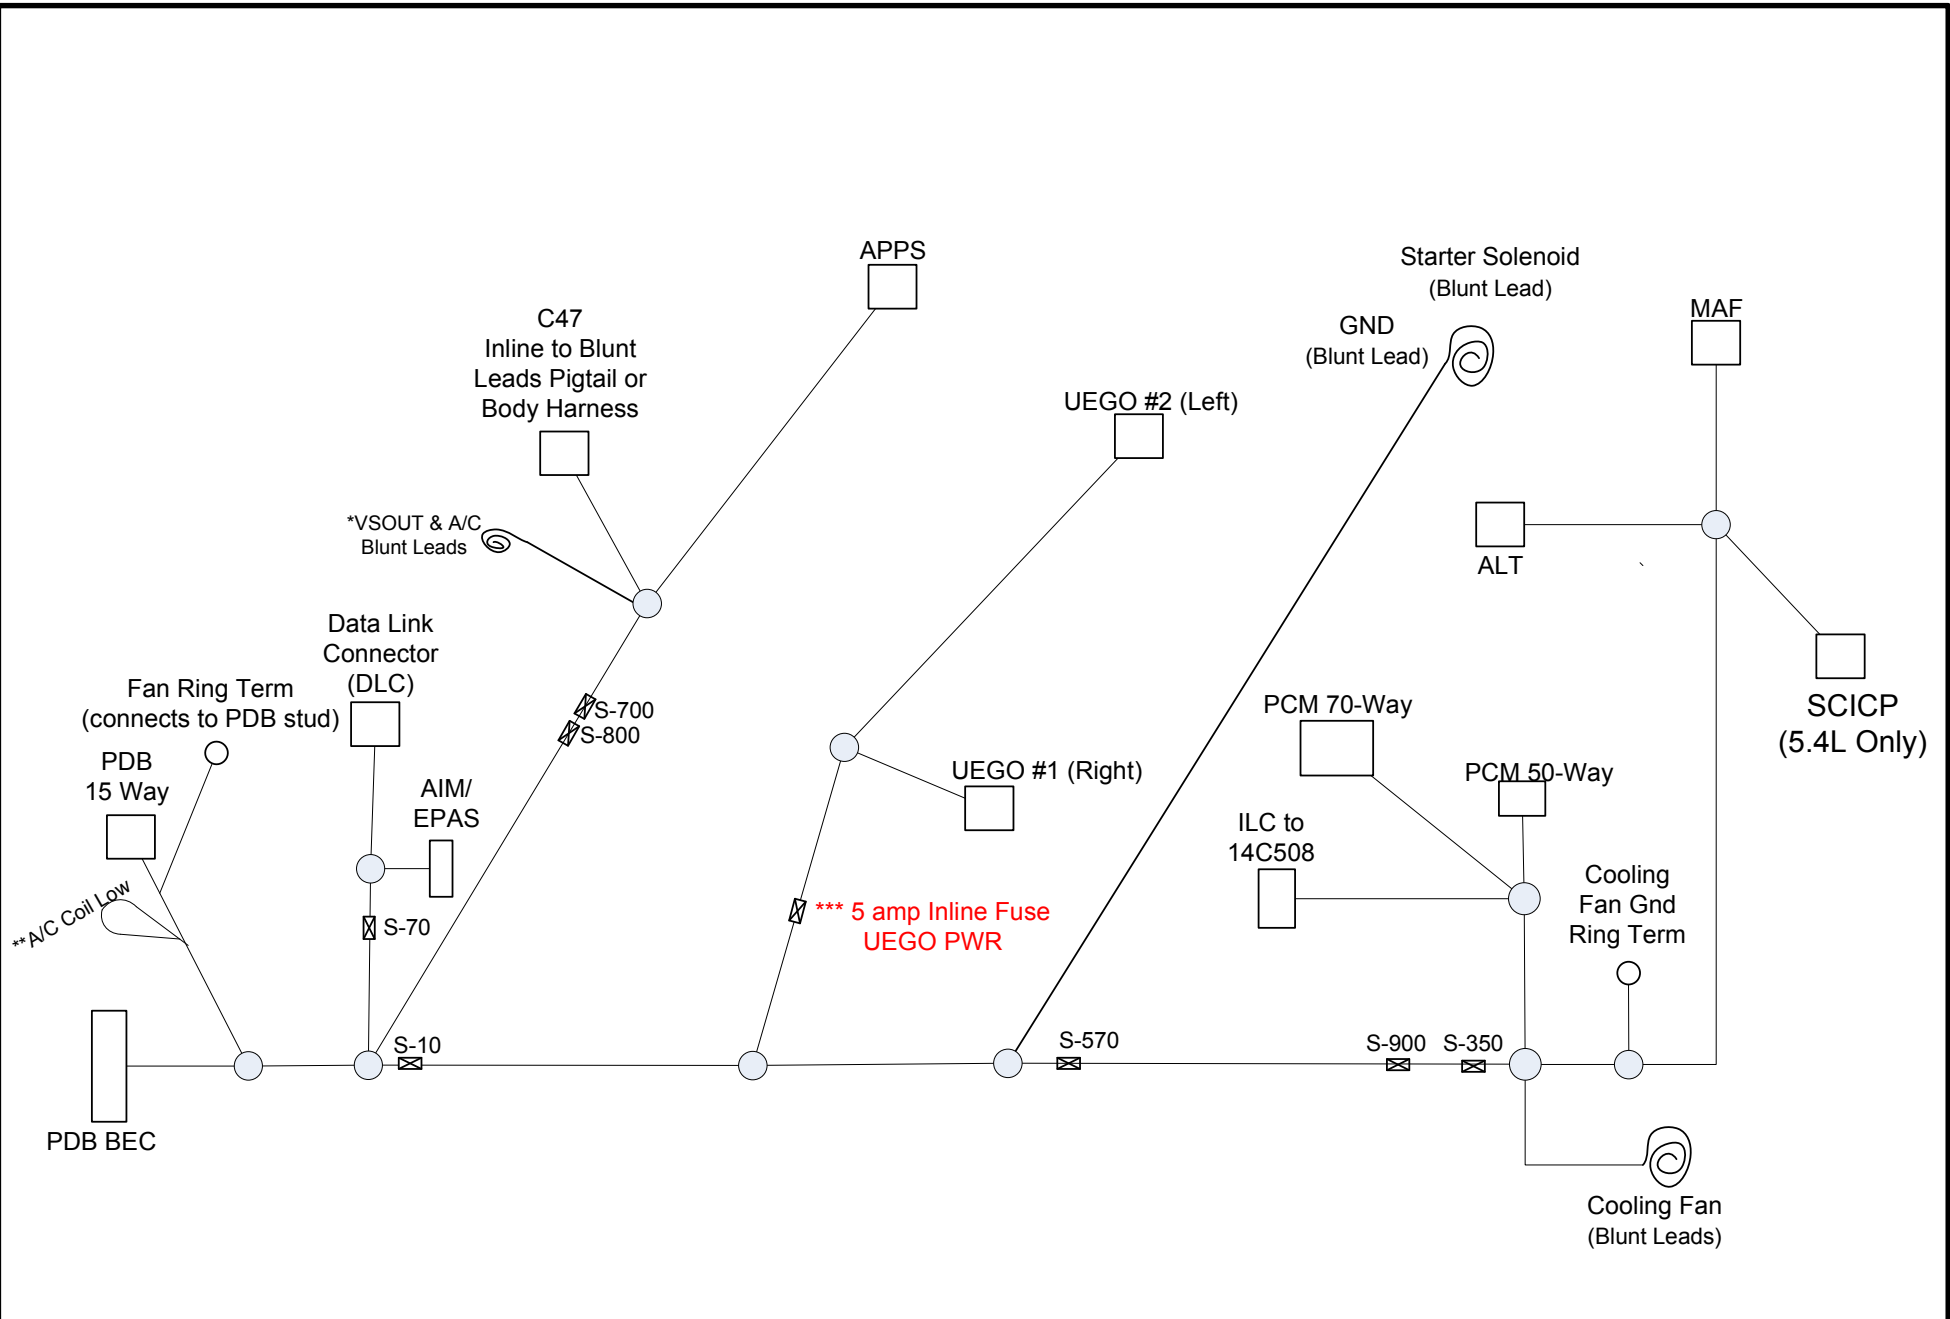 APPS
Starter Solenoid
(Blunt Lead)
GND
(Blunt Lead)
MAF
C47
Inline to Blunt
Leads Pigtail or
Body Harness
UEGO #2 (Left)
*VSOUT & A/C
Blunt Leads
ALT
Data Link
Connector
(DLC)
Fan Ring Term
(connects to PDB stud)
S-700
S-800
PCM 70-Way
SCICP
(5.4L Only)
PDB
15 Way
AIM/
EPAS
UEGO #1 (Right)
PCM 50-Way
ILC to
14C508
**A/C Coil Low
S-70
*** 5 amp Inline Fuse
UEGO PWR
Cooling
Fan Gnd
Ring Term
S-10
S-570
S-900
S-350
PDB BEC
Cooling Fan
(Blunt Leads)